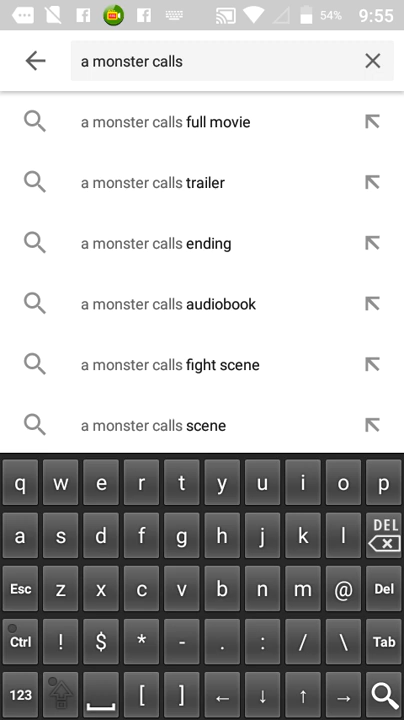 54% 9:55
a monster calls
a monster calls full movie
a monster calls trailer
a monster calls ending
a monster calls audiobook
a monster calls fight scene
a monster calls scene
q w e r t y u i o p
a s d f g h j k l DEL
Esc z x c v b n m @ Del
Ctrl ! $ * - . : / \ Tab
123 [ ] ← ↓ ↑ →